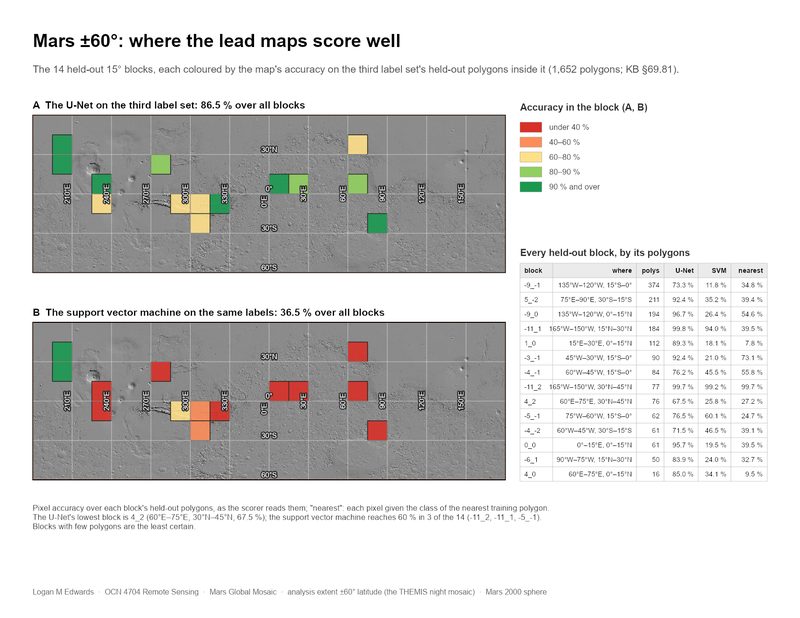 Mars ±60°: where the lead maps score well
The 14 held-out 15° blocks, each coloured by the map's accuracy on the third label set's held-out polygons inside it (1,652 polygons; KB §69.81).
A The U-Net on the third label set: 86.5 % over all blocks
30°N
0°
30°S
60°S
210°E
240°E
270°E
300°E
330°E
0°E
30°E
60°E
90°E
120°E
150°E
B The support vector machine on the same labels: 36.5 % over all blocks
30°N
0°
30°S
60°S
210°E
240°E
270°E
300°E
330°E
0°E
30°E
60°E
90°E
120°E
150°E
Accuracy in the block (A, B)
under 40 %
40–60 %
60–80 %
80–90 %
90 % and over
Every held-out block, by its polygons
block where polys U-Net SVM nearest
-9_-1 135°W–120°W, 15°S–0° 374 73.3 % 11.8 % 34.8 %
5_-2 75°E–90°E, 30°S–15°S 211 92.4 % 35.2 % 39.4 %
-9_0 135°W–120°W, 0°–15°N 194 96.7 % 26.4 % 54.6 %
-11_1 165°W–150°W, 15°N–30°N 184 99.8 % 94.0 % 39.5 %
1_0 15°E–30°E, 0°–15°N 112 89.3 % 18.1 % 7.8 %
-3_-1 45°W–30°W, 15°S–0° 90 92.4 % 21.0 % 73.1 %
-4_-1 60°W–45°W, 15°S–0° 84 76.2 % 45.5 % 55.8 %
-11_2 165°W–150°W, 30°N–45°N 77 99.7 % 99.2 % 99.7 %
4_2 60°E–75°E, 30°N–45°N 76 67.5 % 25.8 % 27.2 %
-5_-1 75°W–60°W, 15°S–0° 62 76.5 % 60.1 % 24.7 %
-4_-2 60°W–45°W, 30°S–15°S 61 71.5 % 46.5 % 39.1 %
0_0 0°–15°E, 0°–15°N 61 95.7 % 19.5 % 39.5 %
-6_1 90°W–75°W, 15°N–30°N 50 83.9 % 24.0 % 32.7 %
4_0 60°E–75°E, 0°–15°N 16 85.0 % 34.1 % 9.5 %
Pixel accuracy over each block's held-out polygons, as the scorer reads them; "nearest": each pixel given the class of the nearest training polygon.
The U-Net's lowest block is 4_2 (60°E–75°E, 30°N–45°N, 67.5 %); the support vector machine reaches 60 % in 3 of the 14 (-11_2, -11_1, -5_-1).
Blocks with few polygons are the least certain.
Logan M Edwards · OCN 4704 Remote Sensing · Mars Global Mosaic · analysis extent ±60° latitude (the THEMIS night mosaic) · Mars 2000 sphere